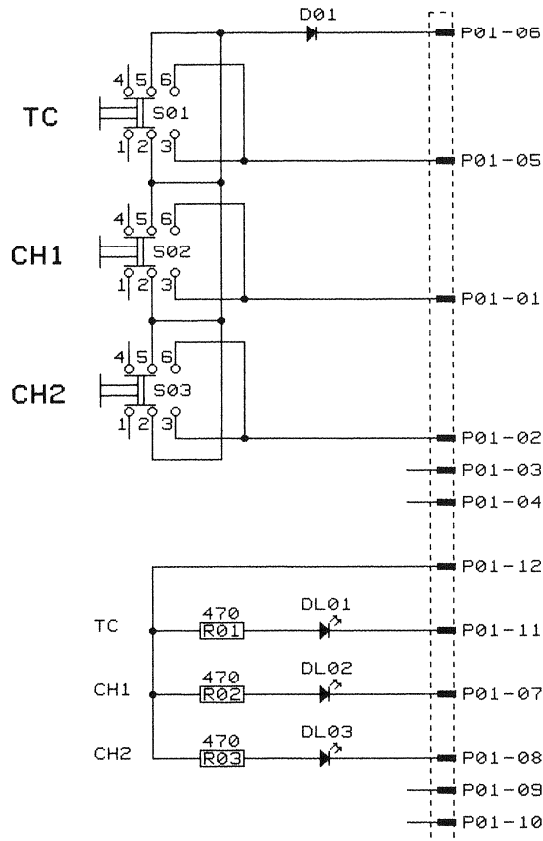 D01
P01-06
4 5 6
TC
S01
1 2 3
P01-05
4 5 6
CH1
S02
1 2 3
P01-01
4 5 6
CH2
S03
1 2 3
P01-02
P01-03
P01-04
P01-12
TC
470
R01
DL01
P01-11
CH1
470
R02
DL02
P01-07
CH2
470
R03
DL03
P01-08
P01-09
P01-10